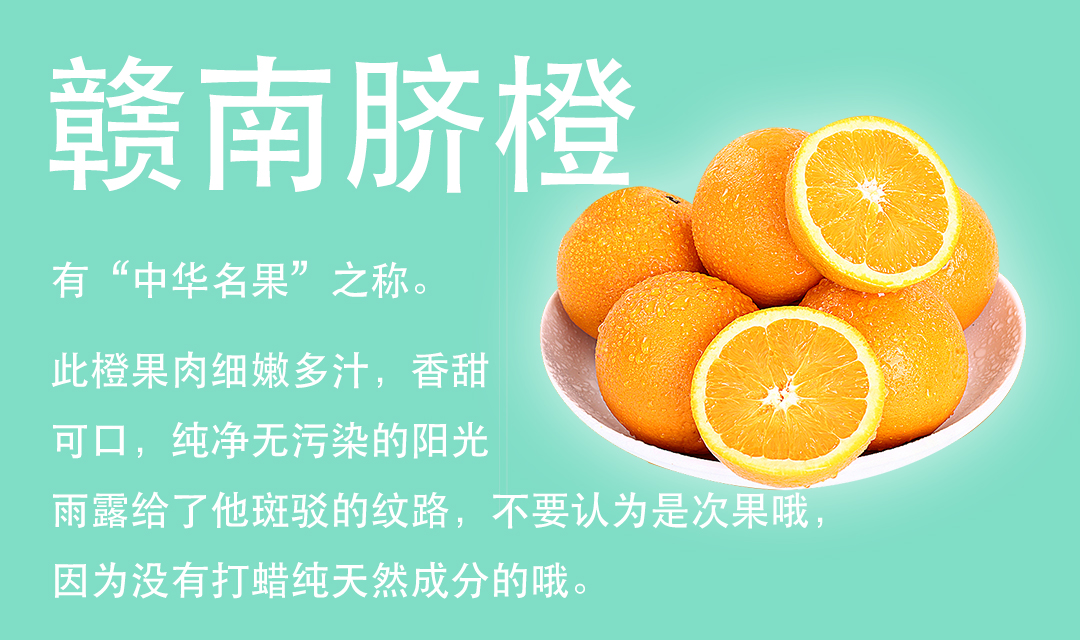 赣南脐橙
有“中华名果”之称。
此橙果肉细嫩多汁，香甜
可口，纯净无污染的阳光
雨露给了他斑驳的纹路，不要认为是次果哦，
因为没有打蜡纯天然成分的哦。